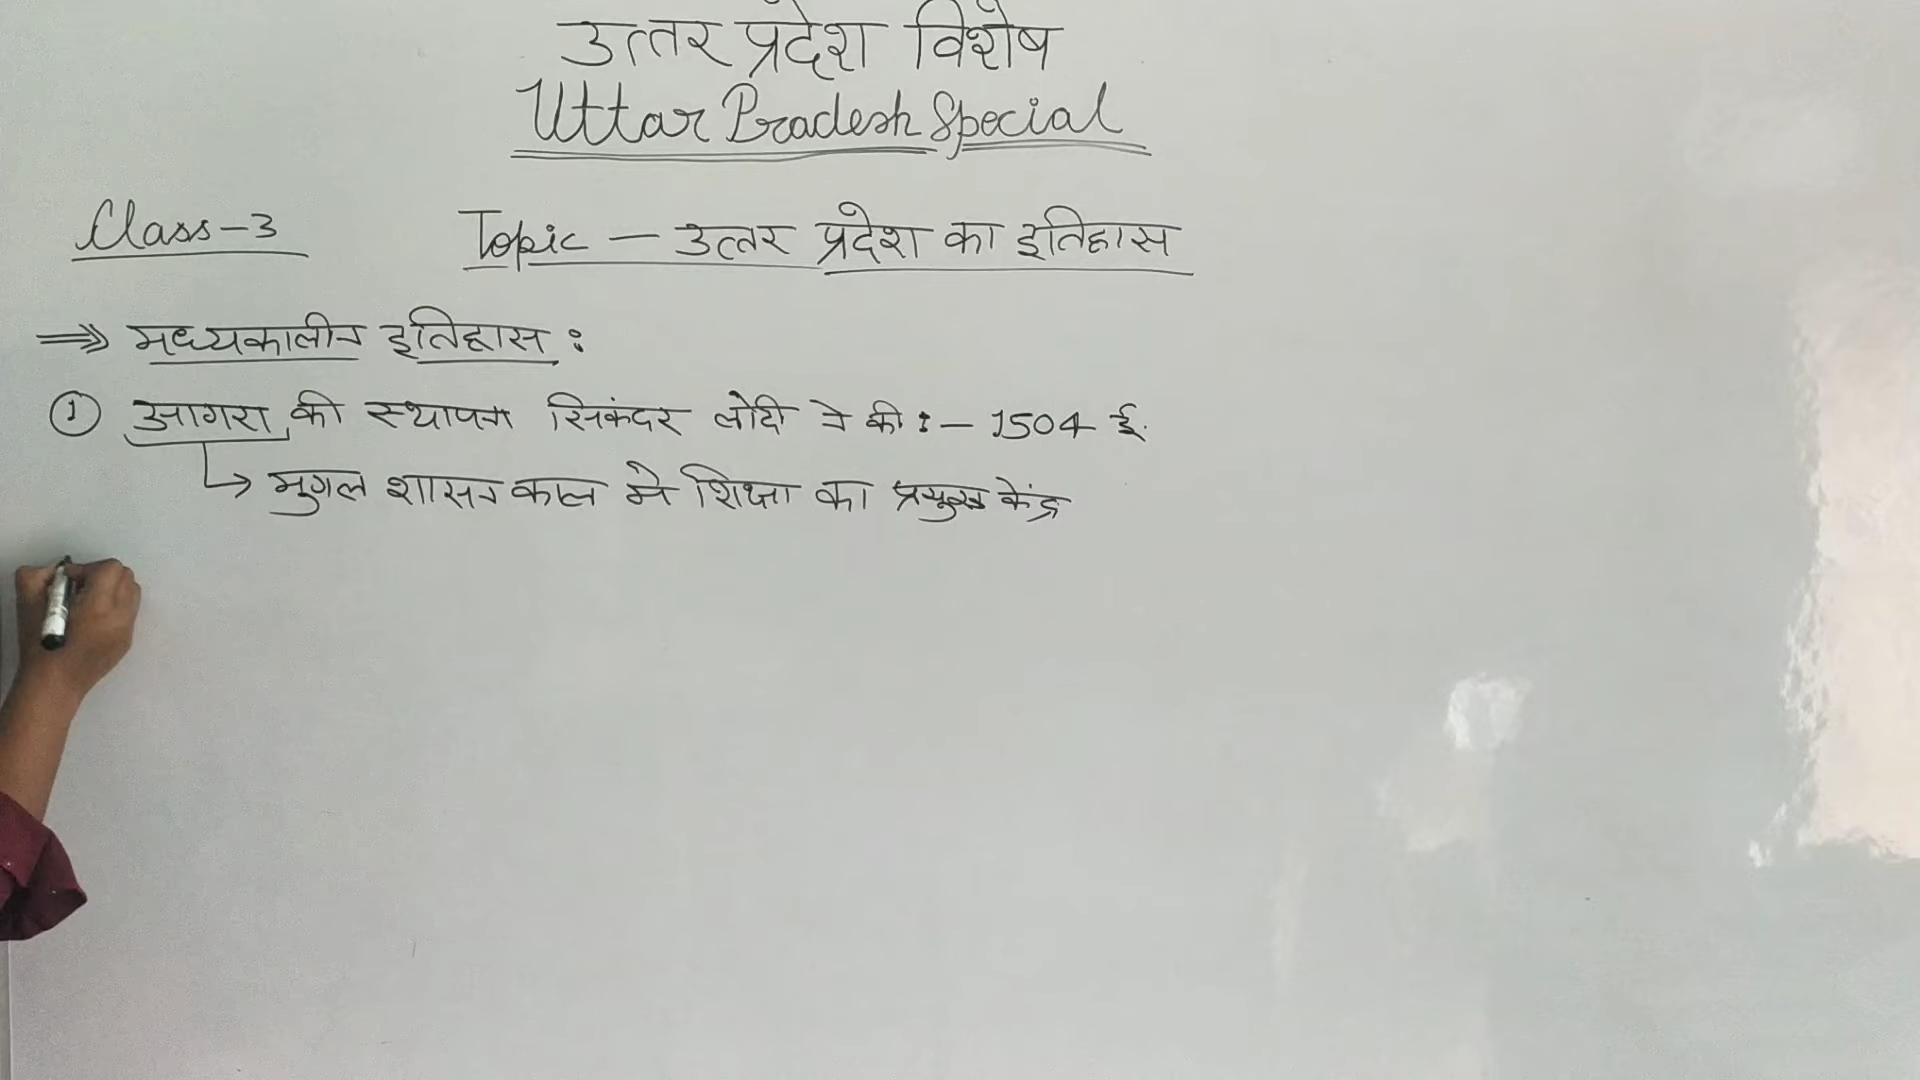 उत्तर प्रदेश विशेष
Uttar Pradesh Special
Class-3 Topic – उत्तर प्रदेश का इतिहास
⇒ मध्यकालीन इतिहास :
① आगरा की स्थापना सिकंदर लोदी ने की :- 1504 ई.
↳ मुगल शासन काल मे शिक्षा का प्रमुख केंद्र